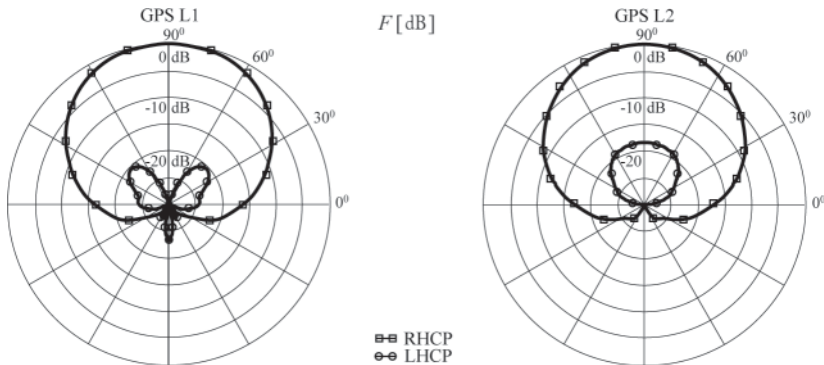 GPS L1
F[dB]
GPS L2
90⁰
0 dB
60⁰
-10 dB
30⁰
-20 dB
0⁰
90⁰
0 dB
60⁰
-10 dB
30⁰
-20 dB
0⁰
RHCP
LHCP